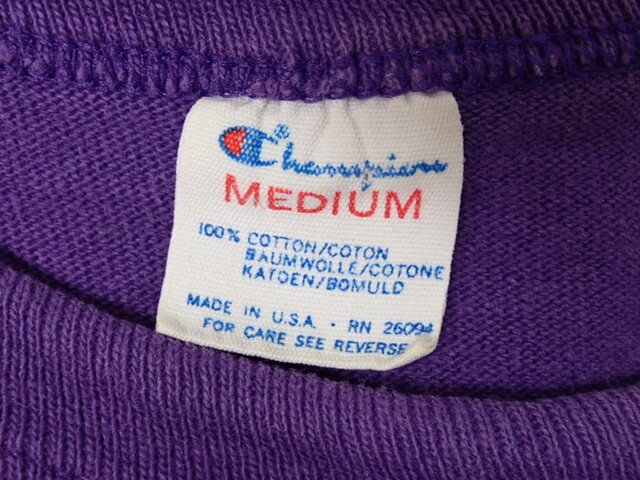 Champion®
MEDIUM
100% COTTON/COTON
BAUMWOLLE/COTONE
KATOEN/BOMULD
MADE IN U.S.A. · RN 26094
FOR CARE SEE REVERSE